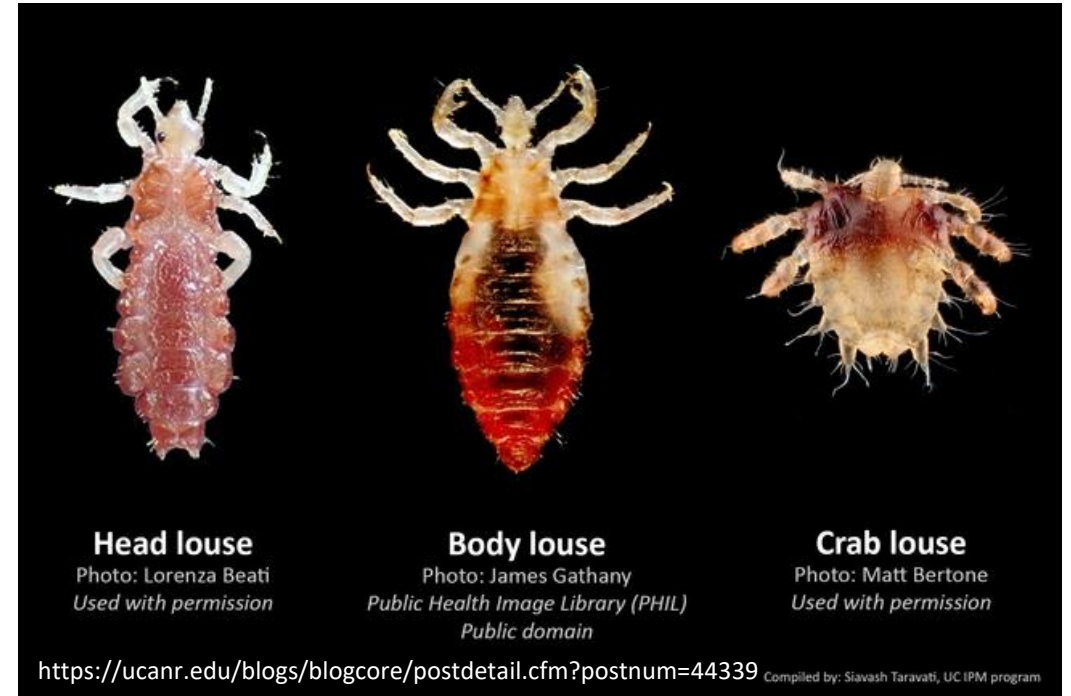 Head louse
Photo: Lorenza Beati
Used with permission
Body louse
Photo: James Gathany
Public Health Image Library (PHIL)
Public domain
Crab louse
Photo: Matt Bertone
Used with permission
https://ucanr.edu/blogs/blogcore/postdetail.cfm?postnum=44339
Compiled by: Siavash Taravati, UC IPM program